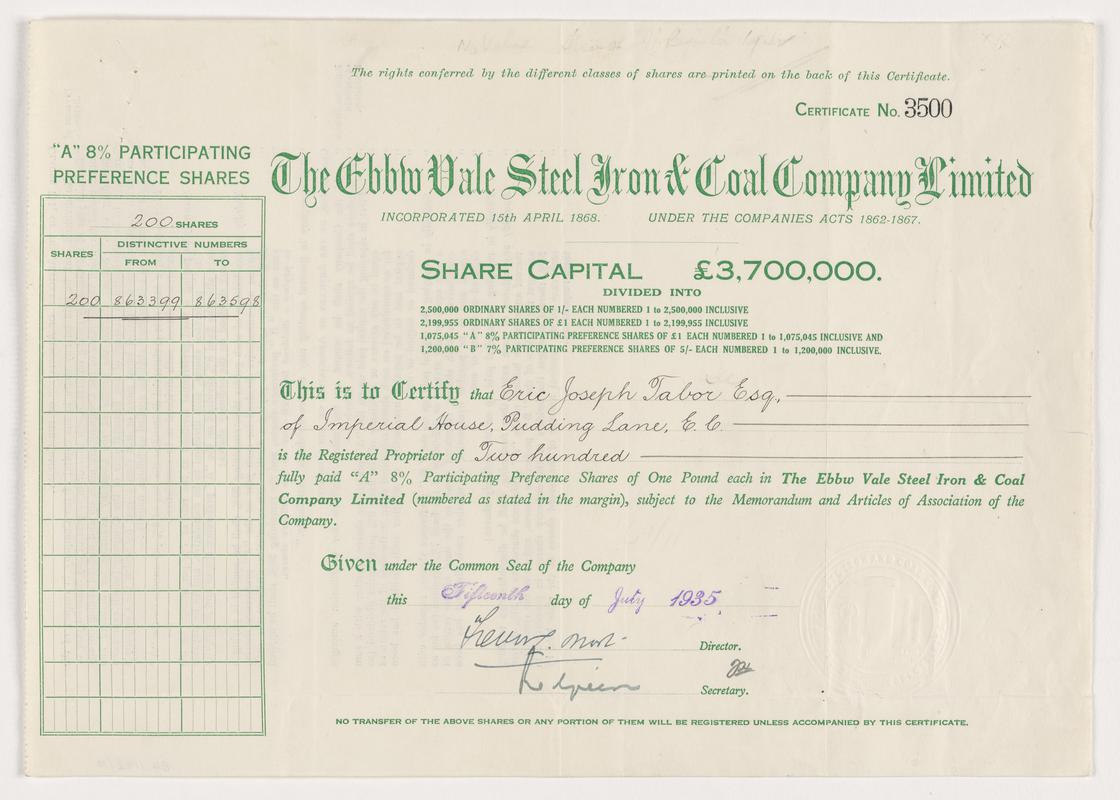 The rights conferred by the different classes of shares are printed on the back of this Certificate.
CERTIFICATE No. 3500
"A" 8% PARTICIPATING
PREFERENCE SHARES
200 SHARES
SHARES
DISTINCTIVE NUMBERS
FROM TO
200 863399 863598
The Ebbw Vale Steel Iron & Coal Company Limited
INCORPORATED 15th APRIL 1868. UNDER THE COMPANIES ACTS 1862-1867.
SHARE CAPITAL £3,700,000.
DIVIDED INTO
2,500,000 ORDINARY SHARES OF 1/- EACH NUMBERED 1 to 2,500,000 INCLUSIVE
2,199,955 ORDINARY SHARES OF £1 EACH NUMBERED 1 to 2,199,955 INCLUSIVE
1,075,045 "A" 8% PARTICIPATING PREFERENCE SHARES OF £1 EACH NUMBERED 1 to 1,075,045 INCLUSIVE AND
1,200,000 "B" 7% PARTICIPATING PREFERENCE SHARES OF 5/- EACH NUMBERED 1 to 1,200,000 INCLUSIVE.
This is to Certify that Eric Joseph Tabor Esq,
of Imperial House, Pudding Lane, E.C.
is the Registered Proprietor of Two hundred
fully paid "A" 8% Participating Preference Shares of One Pound each in The Ebbw Vale Steel Iron & Coal
Company Limited (numbered as stated in the margin), subject to the Memorandum and Articles of Association of the
Company.
Given under the Common Seal of the Company
this Fifteenth day of July 1935
Director.
Secretary.
NO TRANSFER OF THE ABOVE SHARES OR ANY PORTION OF THEM WILL BE REGISTERED UNLESS ACCOMPANIED BY THIS CERTIFICATE.